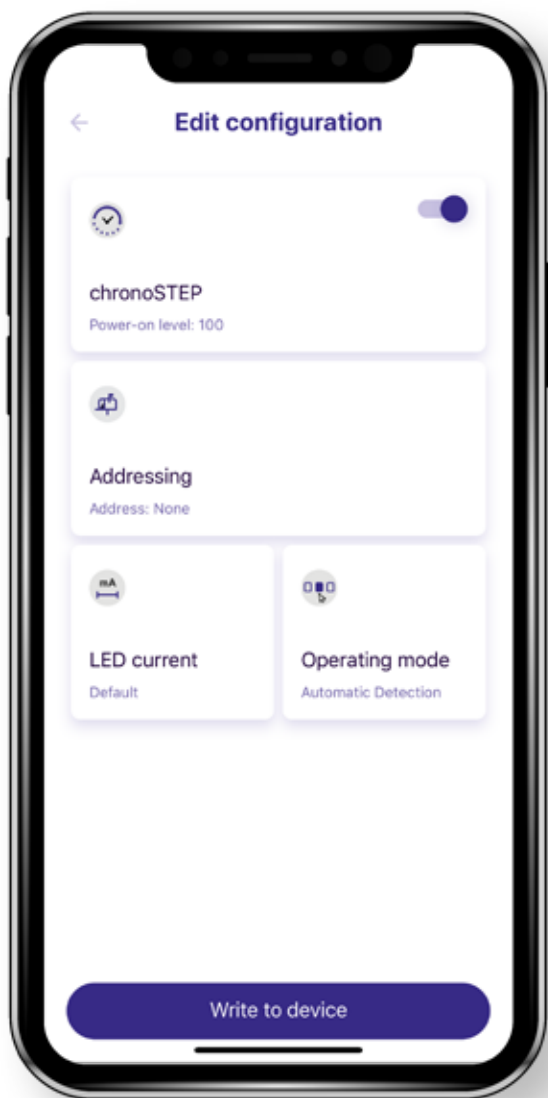 Edit configuration
chronoSTEP
Power-on level: 100
Addressing
Address: None
mA
LED current
Default
Operating mode
Automatic Detection
Write to device